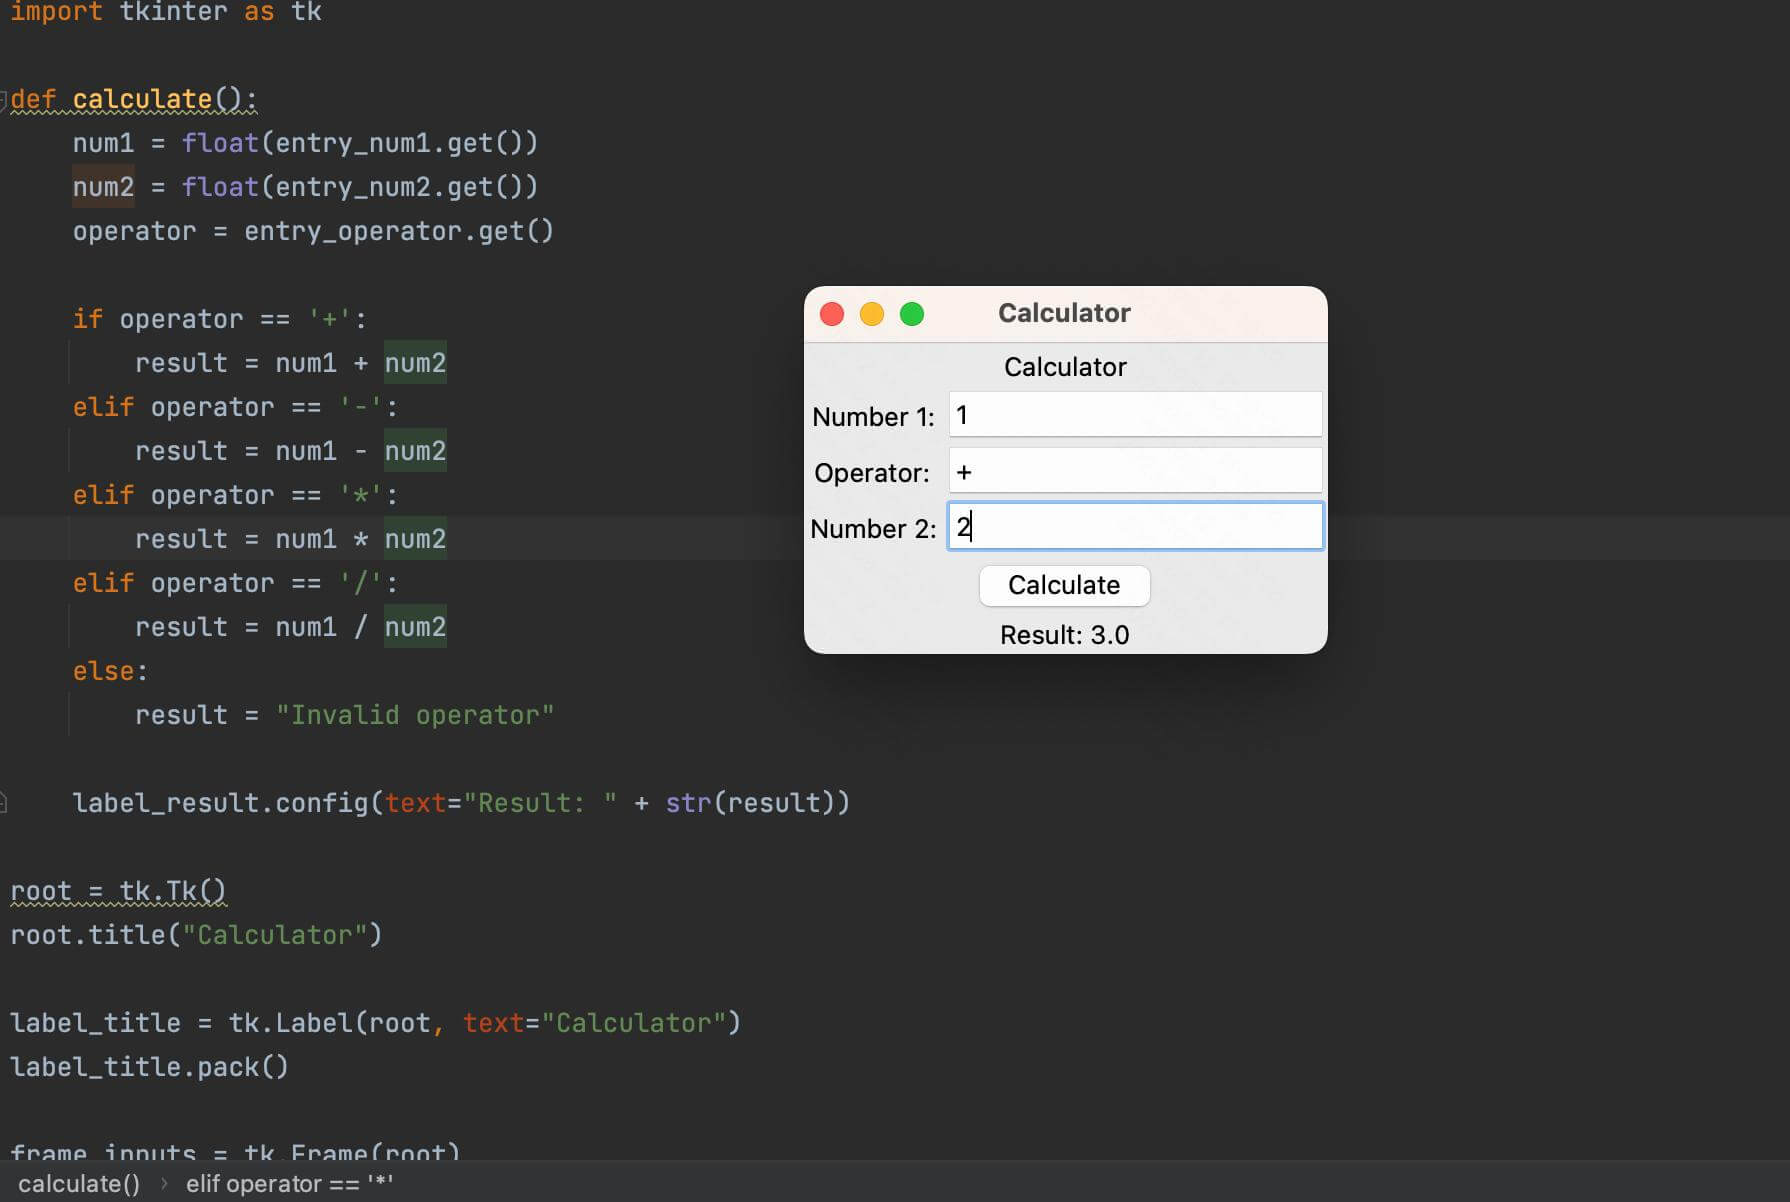 import tkinter as tk
def calculate():
    num1 = float(entry_num1.get())
    num2 = float(entry_num2.get())
    operator = entry_operator.get()
    if operator == '+':
        result = num1 + num2
    elif operator == '-':
        result = num1 - num2
    elif operator == '*':
        result = num1 * num2
    elif operator == '/':
        result = num1 / num2
    else:
        result = "Invalid operator"
    label_result.config(text="Result: " + str(result))
root = tk.Tk()
root.title("Calculator")
label_title = tk.Label(root, text="Calculator")
label_title.pack()
frame_inputs = tk.Frame(root)
calculate() › elif operator == '*'
Calculator
Calculator
Number 1: 1
Operator: +
Number 2: 2
Calculate
Result: 3.0